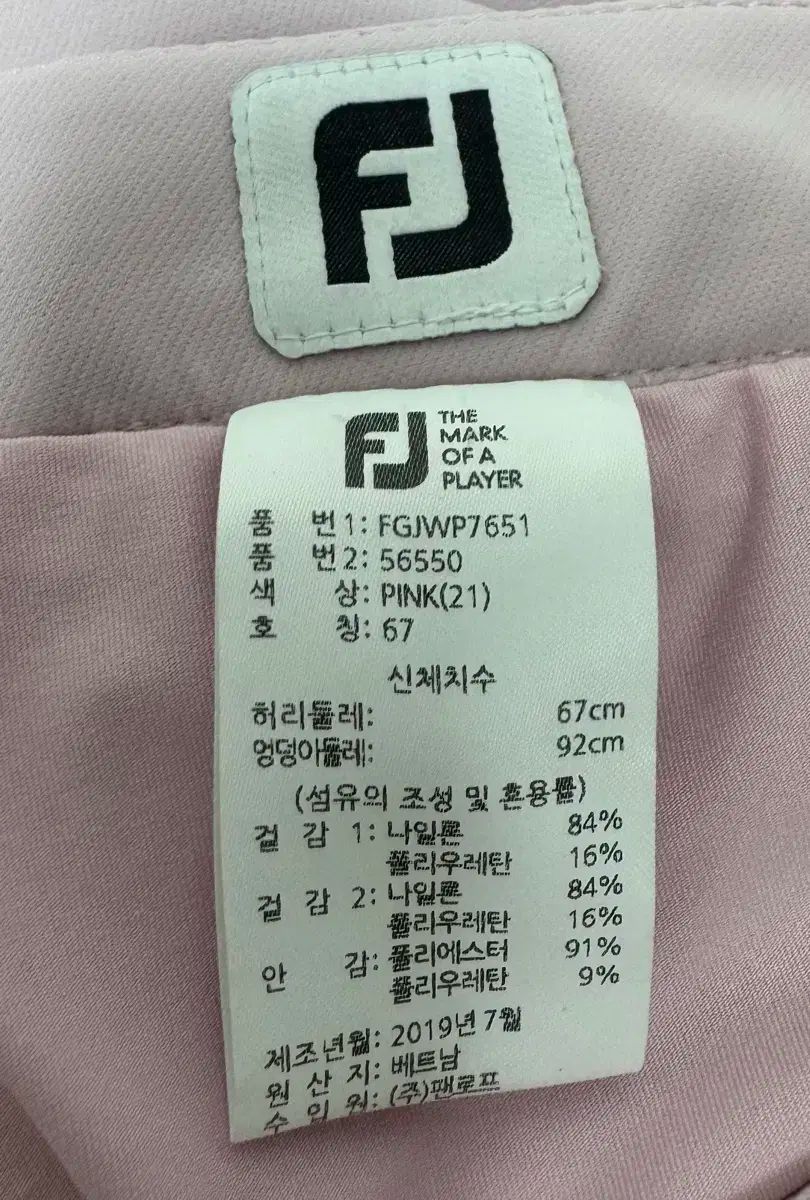 FJ
FJ THE
MARK
OF A
PLAYER
품 번1: FGJWP7651
품 번2: 56550
색 상: PINK(21)
호 칭: 67
신체치수
허리둘레: 67cm
엉덩이둘레: 92cm
(섬유의 조성 및 혼용률)
겉 감 1: 나일론 84%
폴리우레탄 16%
겉 감 2: 나일론 84%
폴리우레탄 16%
안 감: 폴리에스터 91%
폴리우레탄 9%
제조년월: 2019년 7월
원 산 지: 베트남
수 입 원: (주)팬로프